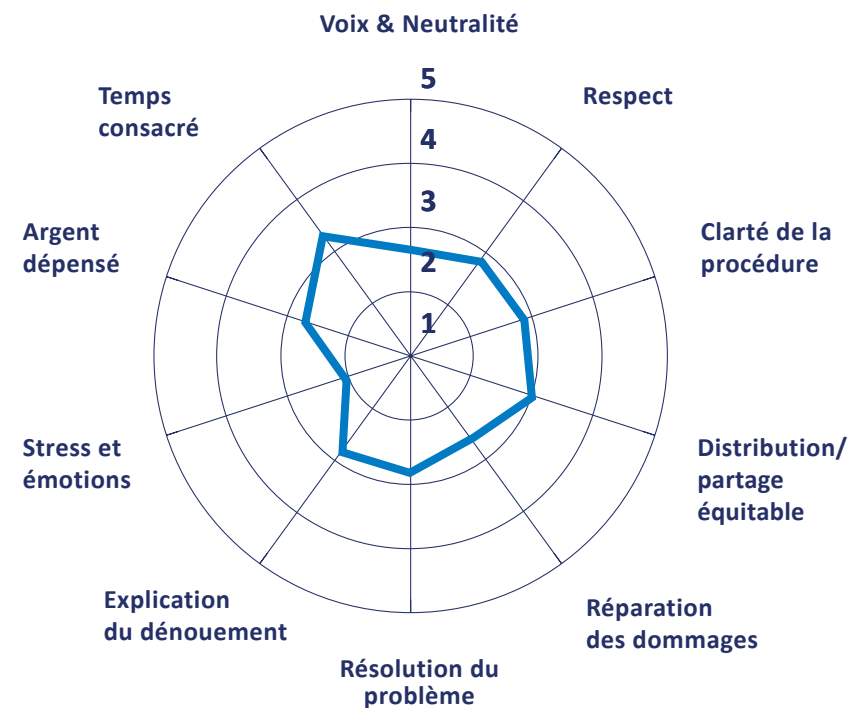 Voix & Neutralité
5
4
3
2
1
Respect
Clarté de la
procédure
Distribution/
partage
équitable
Réparation
des dommages
Résolution du
problème
Explication
du dénouement
Stress et
émotions
Argent
dépensé
Temps
consacré